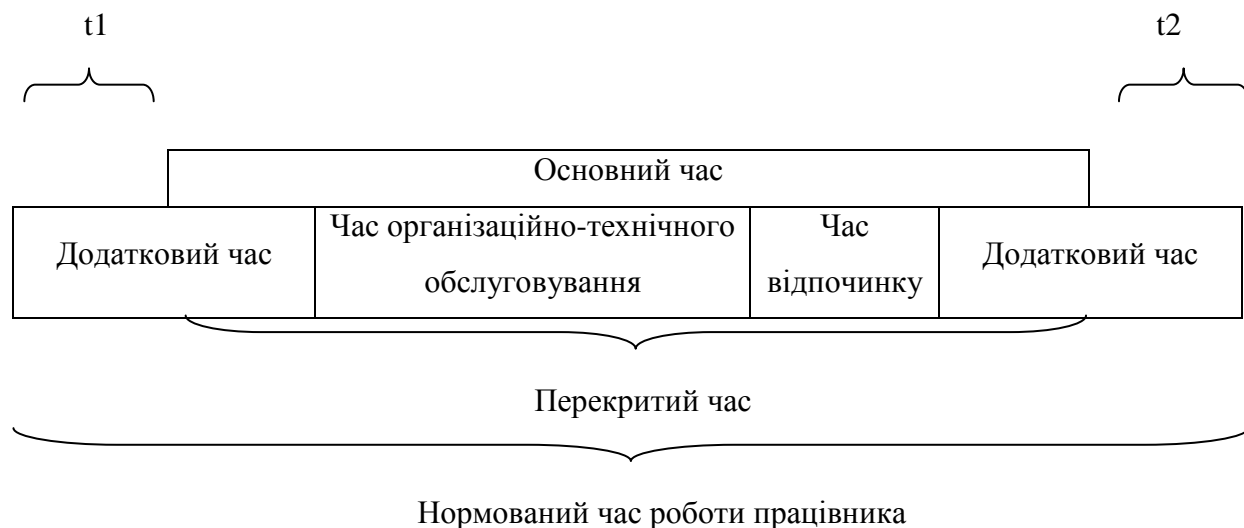 t1
t2
Основний час
Додатковий час
Час організаційно-технічного
обслуговування
Час
відпочинку
Додатковий час
Перекритий час
Нормований час роботи працівника